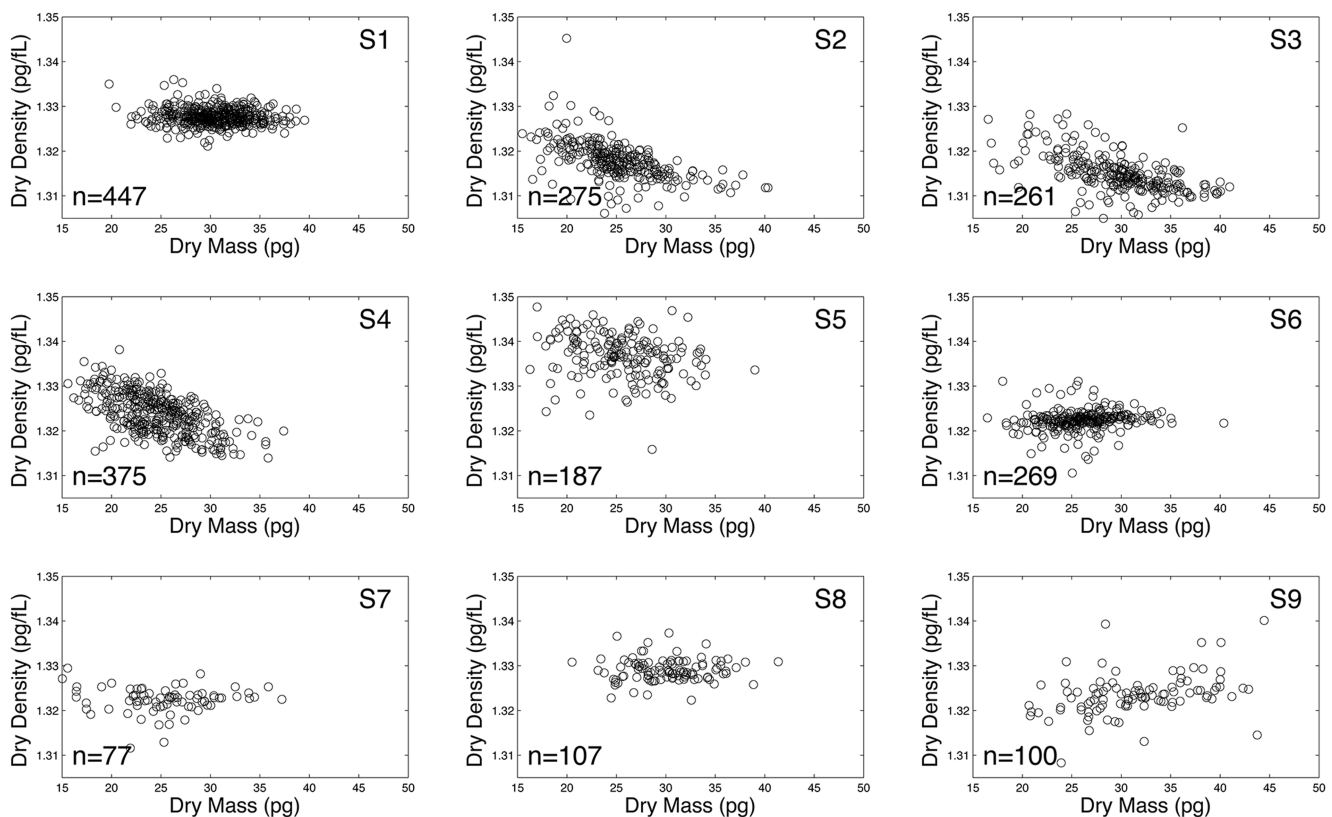 1.35
S1
1.34
1.33
1.32
1.31
Dry Density (pg/fL)
n=447
15 20 25 30 35 40 45 50
Dry Mass (pg)
1.35
S2
1.34
1.33
1.32
1.31
Dry Density (pg/fL)
n=275
15 20 25 30 35 40 45 50
Dry Mass (pg)
1.35
S3
1.34
1.33
1.32
1.31
Dry Density (pg/fL)
n=261
15 20 25 30 35 40 45 50
Dry Mass (pg)
1.35
S4
1.34
1.33
1.32
1.31
Dry Density (pg/fL)
n=375
15 20 25 30 35 40 45 50
Dry Mass (pg)
1.35
S5
1.34
1.33
1.32
1.31
Dry Density (pg/fL)
n=187
15 20 25 30 35 40 45 50
Dry Mass (pg)
1.35
S6
1.34
1.33
1.32
1.31
Dry Density (pg/fL)
n=269
15 20 25 30 35 40 45 50
Dry Mass (pg)
1.35
S7
1.34
1.33
1.32
1.31
Dry Density (pg/fL)
n=77
15 20 25 30 35 40 45 50
Dry Mass (pg)
1.35
S8
1.34
1.33
1.32
1.31
Dry Density (pg/fL)
n=107
15 20 25 30 35 40 45 50
Dry Mass (pg)
1.35
S9
1.34
1.33
1.32
1.31
Dry Density (pg/fL)
n=100
15 20 25 30 35 40 45 50
Dry Mass (pg)